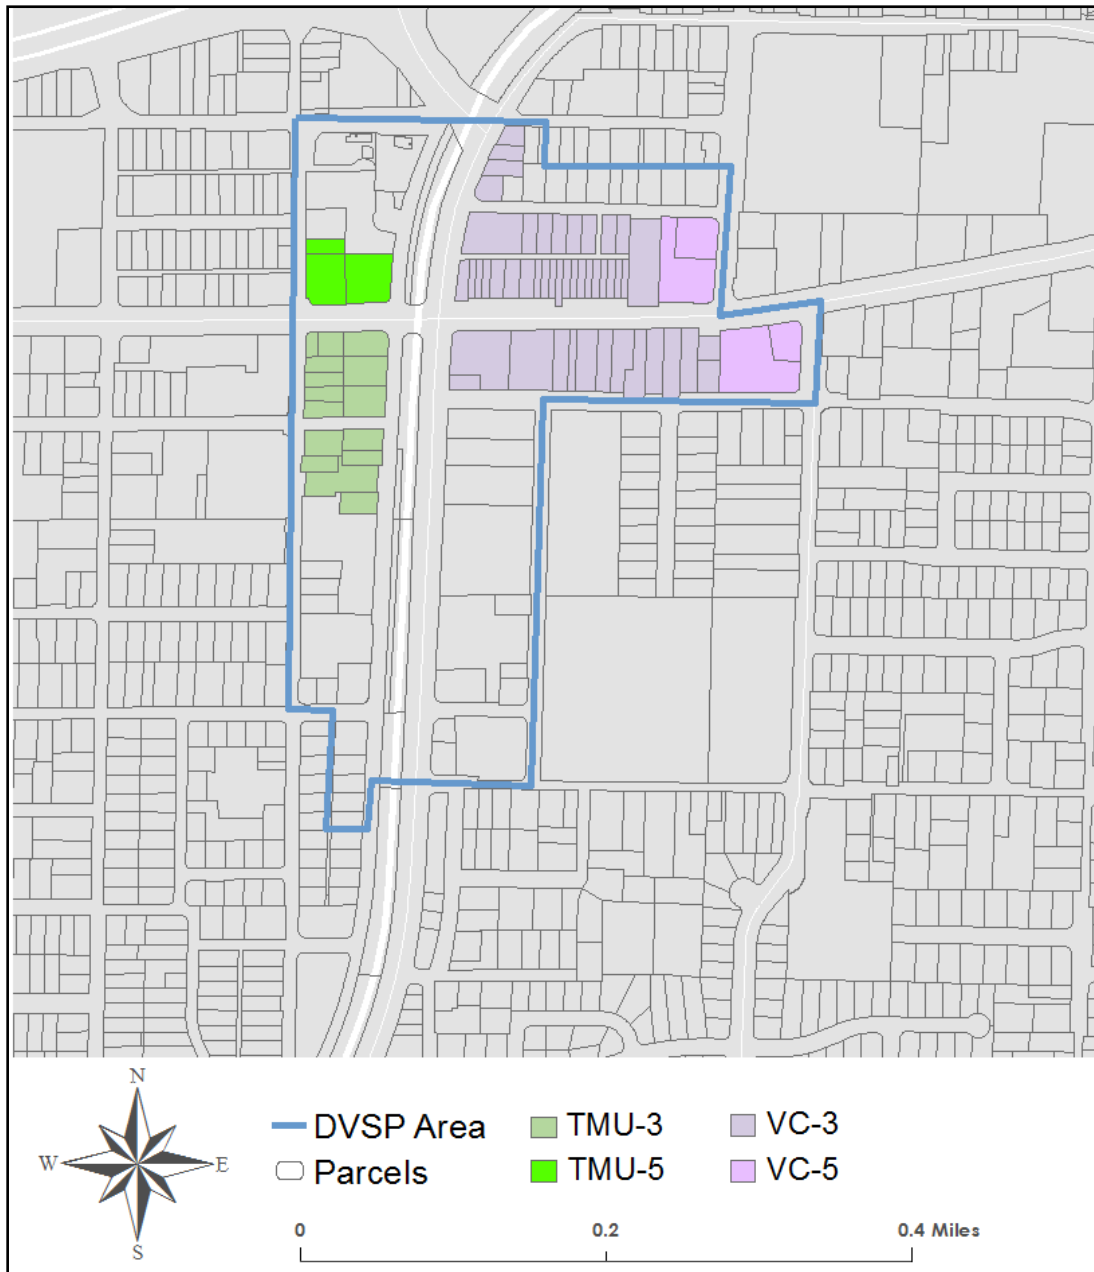 N
W E
S
DVSP Area
Parcels
TMU-3
TMU-5
VC-3
VC-5
0 0.2 0.4 Miles